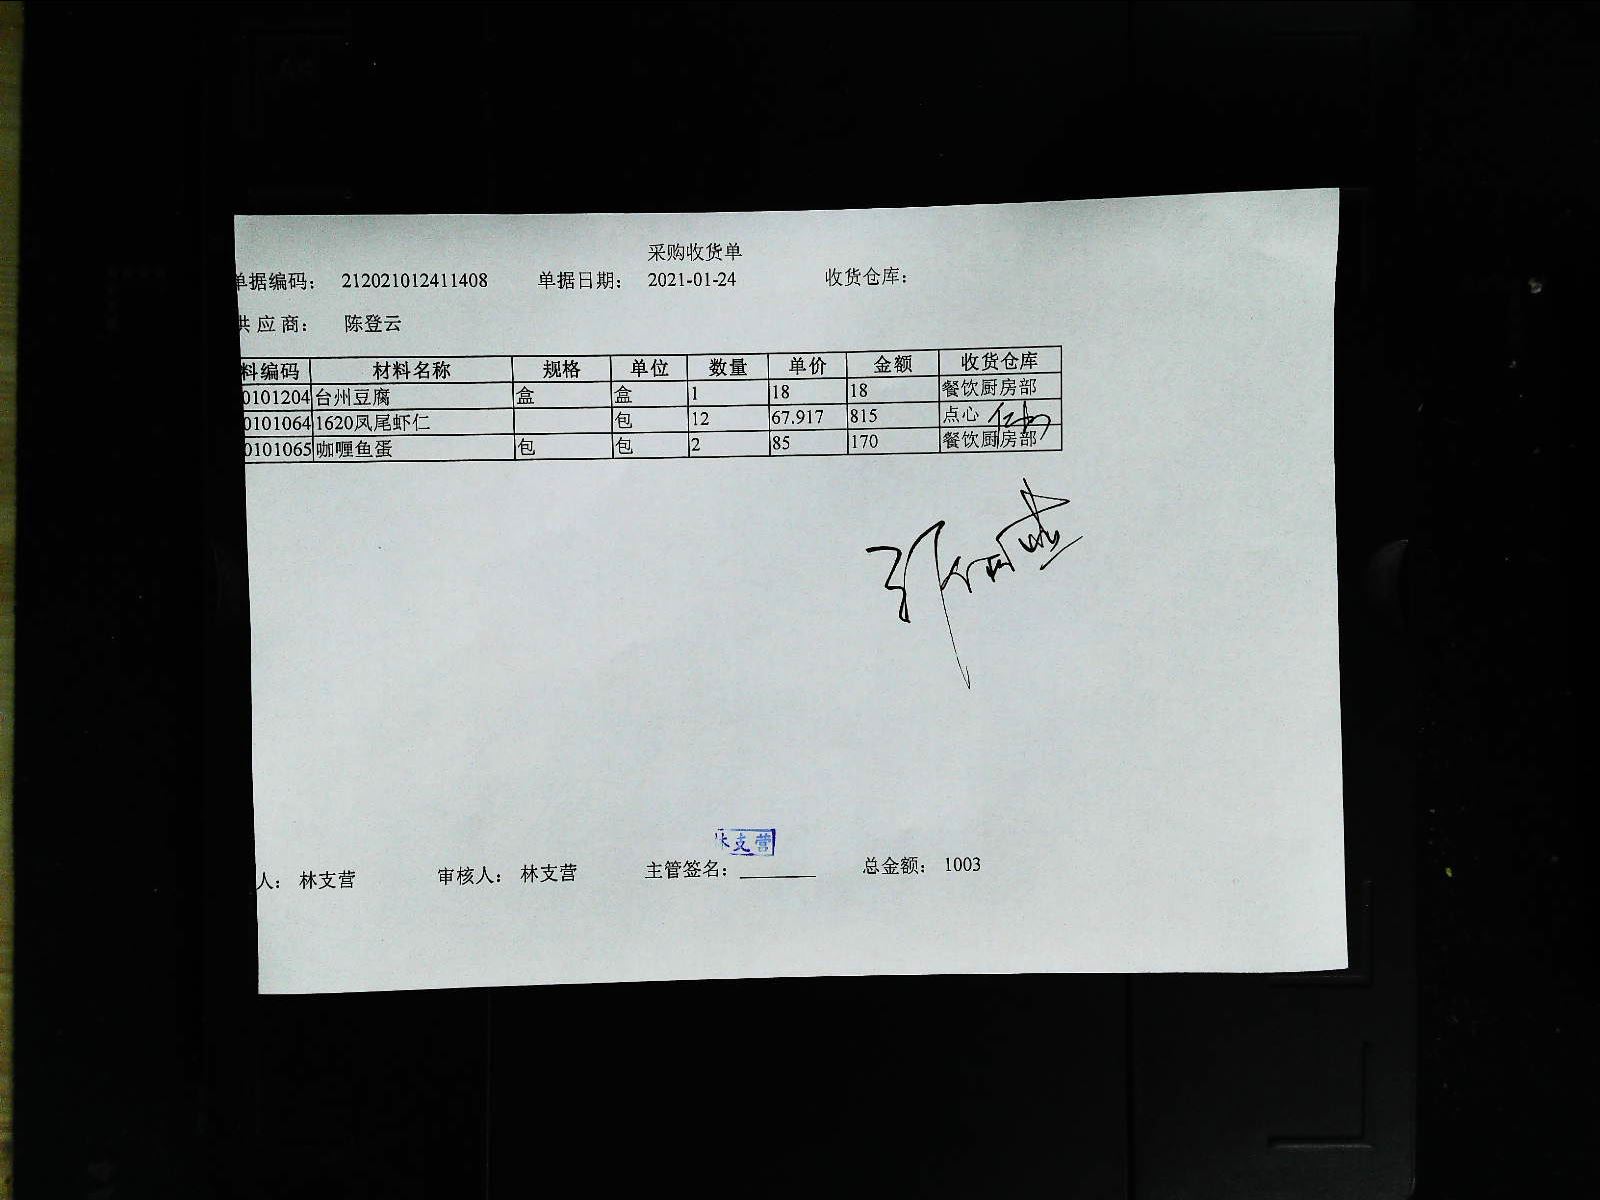 采购收货单
单据编码： 212021012411408 单据日期： 2021-01-24 收货仓库：
供 应 商： 陈登云
料编码 材料名称 规格 单位 数量 单价 金额 收货仓库
0101204 台州豆腐 盒 盒 1 18 18 餐饮厨房部
0101064 1620凤尾虾仁 包 12 67.917 815 点心
0101065 咖喱鱼蛋 包 包 2 85 170 餐饮厨房部
林支营
人： 林支营 审核人： 林支营 主管签名： 总金额： 1003